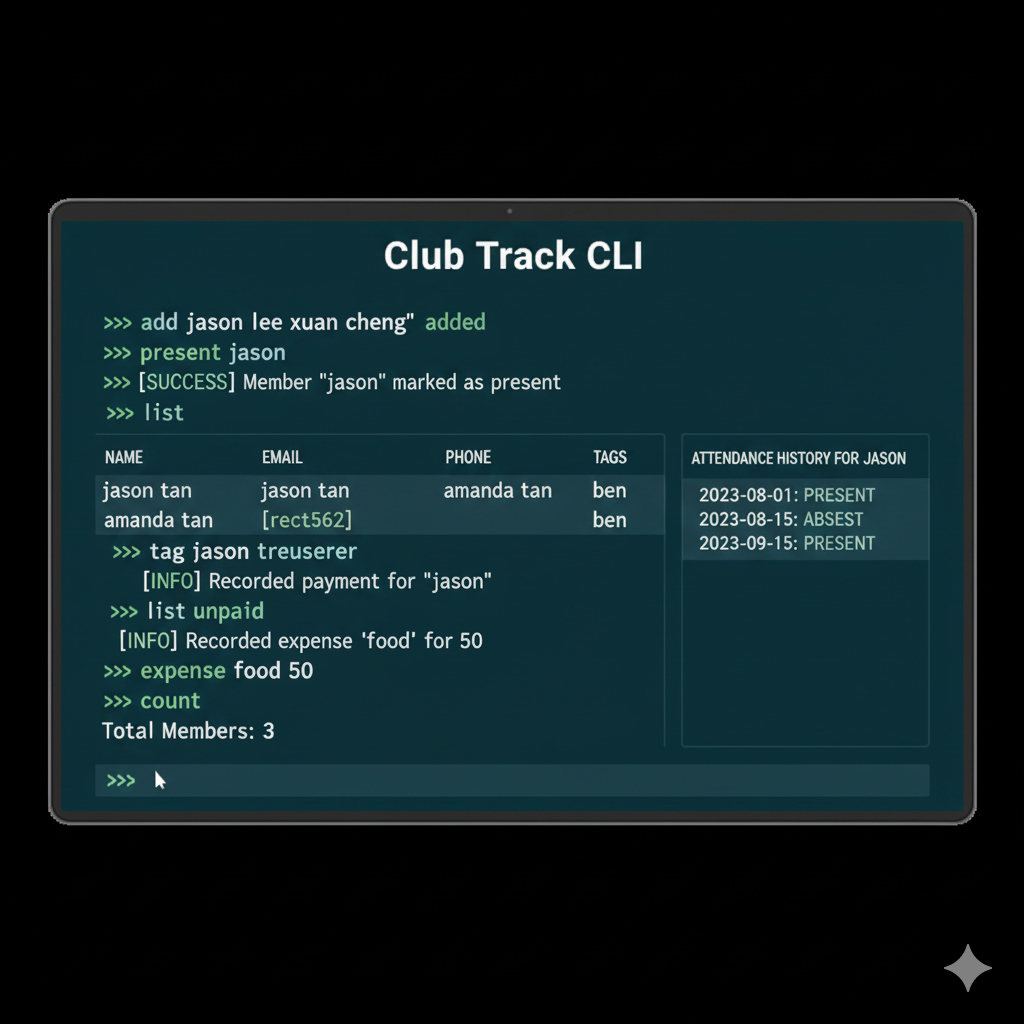 Club Track CLI
>>> add jason lee xuan cheng" added
>>> present jason
>>> [SUCCESS] Member "jason" marked as present
>>> list
NAME EMAIL PHONE TAGS
jason tan jason tan amanda tan ben
amanda tan [rect562] ben
>>> tag jason treuserer
[INFO] Recorded payment for "jason"
>>> list unpaid
[INFO] Recorded expense 'food' for 50
>>> expense food 50
>>> count
Total Members: 3
>>>
ATTENDANCE HISTORY FOR JASON
2023-08-01: PRESENT
2023-08-15: ABSEST
2023-09-15: PRESENT